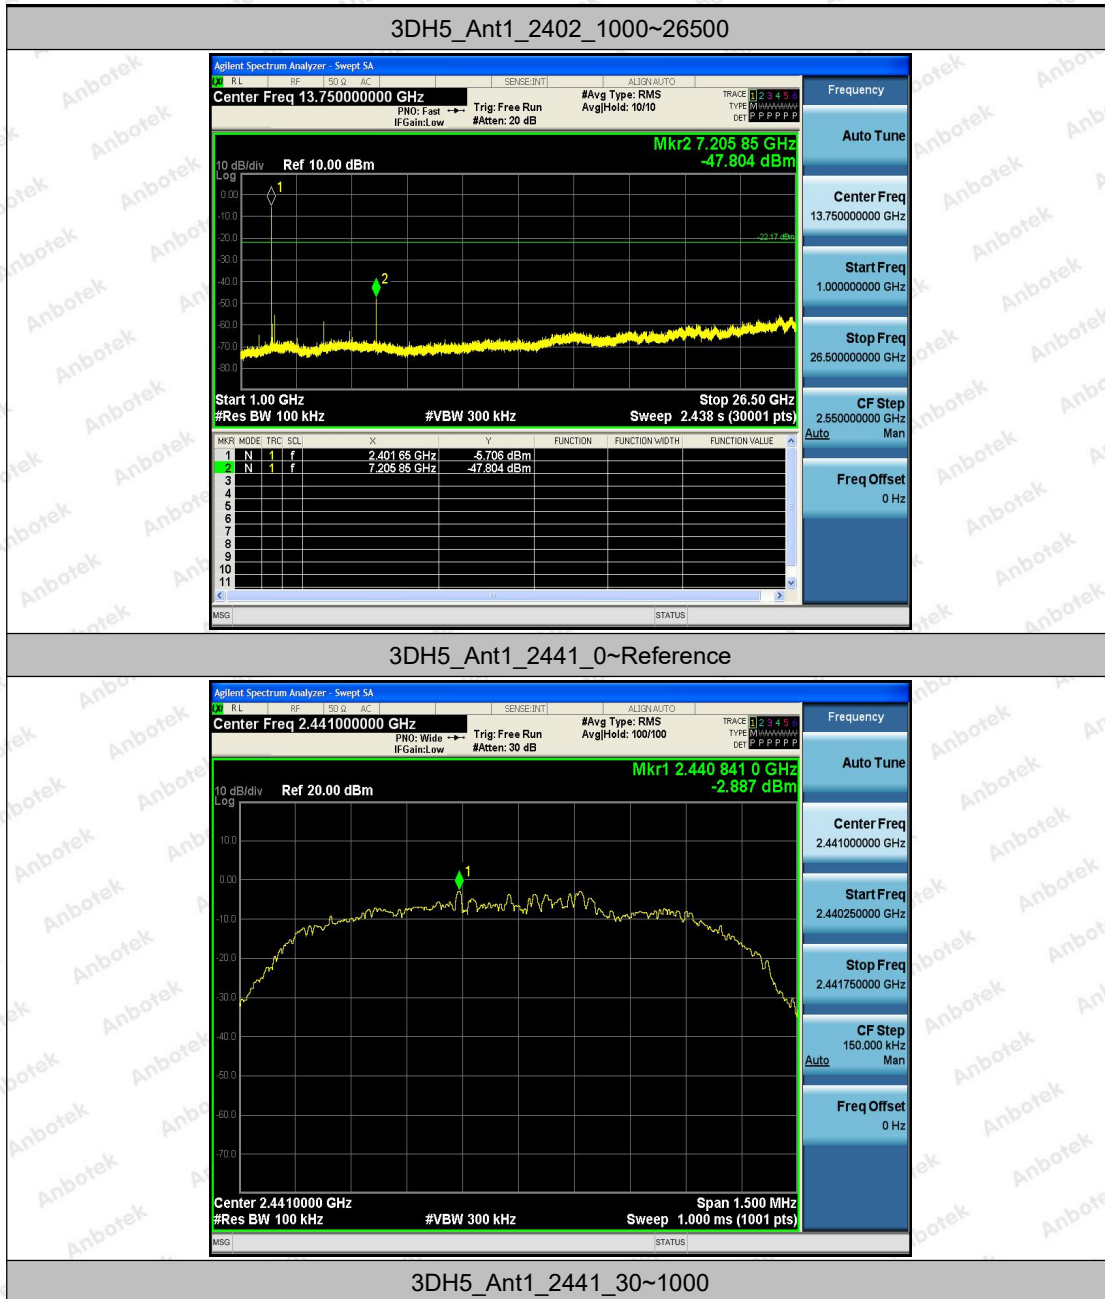 3DH5_Ant1_2402_1000~26500
Agilent Spectrum Analyzer - Swept SA
RL RF 50 Ω AC SENSE:INT ALIGN AUTO
Center Freq 13.750000000 GHz
PNO: Fast
IFGain:Low
Trig: Free Run
#Atten: 20 dB
#Avg Type: RMS
Avg|Hold: 10/10
TRACE 1 2 3 4 5 6
TYPE M
DET P P P P P P
Mkr2 7.205 85 GHz
-47.804 dBm
10 dB/div Ref 10.00 dBm
Log
0.00
-10.0
-20.0
-30.0
-40.0
-50.0
-60.0
-70.0
-80.0
1
2
-22.17 dBm
Start 1.00 GHz Stop 26.50 GHz
#Res BW 100 kHz #VBW 300 kHz Sweep 2.438 s (30001 pts)
MKR MODE TRC SCL X Y FUNCTION FUNCTION WIDTH FUNCTION VALUE
1 N 1 f 2.401 65 GHz -5.706 dBm
2 N 1 f 7.205 85 GHz -47.804 dBm
3
4
5
6
7
8
9
10
11
MSG STATUS
Frequency
Auto Tune
Center Freq
13.750000000 GHz
Start Freq
1.000000000 GHz
Stop Freq
26.500000000 GHz
CF Step
2.550000000 GHz
Auto Man
Freq Offset
0 Hz
3DH5_Ant1_2441_0~Reference
Agilent Spectrum Analyzer - Swept SA
RL RF 50 Ω AC SENSE:INT ALIGN AUTO
Center Freq 2.441000000 GHz
PNO: Wide
IFGain:Low
Trig: Free Run
#Atten: 30 dB
#Avg Type: RMS
Avg|Hold: 100/100
TRACE 1 2 3 4 5 6
TYPE M
DET P P P P P P
Mkr1 2.440 841 0 GHz
-2.887 dBm
10 dB/div Ref 20.00 dBm
Log
10.0
0.00
-10.0
-20.0
-30.0
-40.0
-50.0
-60.0
-70.0
1
Center 2.4410000 GHz Span 1.500 MHz
#Res BW 100 kHz #VBW 300 kHz Sweep 1.000 ms (1001 pts)
MSG STATUS
Frequency
Auto Tune
Center Freq
2.441000000 GHz
Start Freq
2.440250000 GHz
Stop Freq
2.441750000 GHz
CF Step
150.000 kHz
Auto Man
Freq Offset
0 Hz
3DH5_Ant1_2441_30~1000